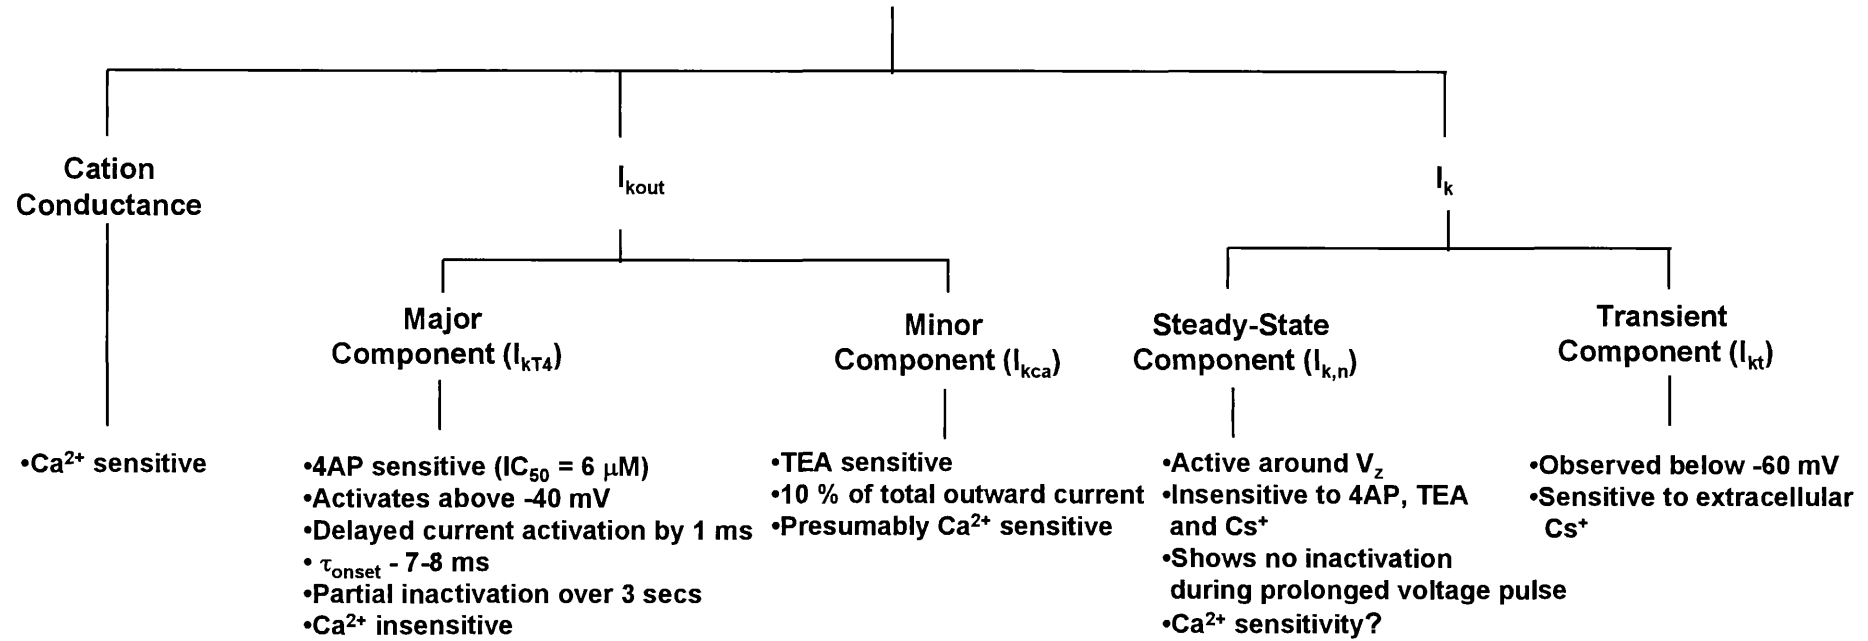 Cation
Conductance
I_kout
I_k
Major
Component (I_kT4)
Minor
Component (I_kca)
Steady-State
Component (I_k,n)
Transient
Component (I_kt)
•Ca²⁺ sensitive
•4AP sensitive (IC₅₀ = 6 μM)
•Activates above -40 mV
•Delayed current activation by 1 ms
• τ_onset - 7-8 ms
•Partial inactivation over 3 secs
•Ca²⁺ insensitive
•TEA sensitive
•10 % of total outward current
•Presumably Ca²⁺ sensitive
•Active around V_z
•Insensitive to 4AP, TEA
and Cs⁺
•Shows no inactivation
during prolonged voltage pulse
•Ca²⁺ sensitivity?
•Observed below -60 mV
•Sensitive to extracellular
Cs⁺